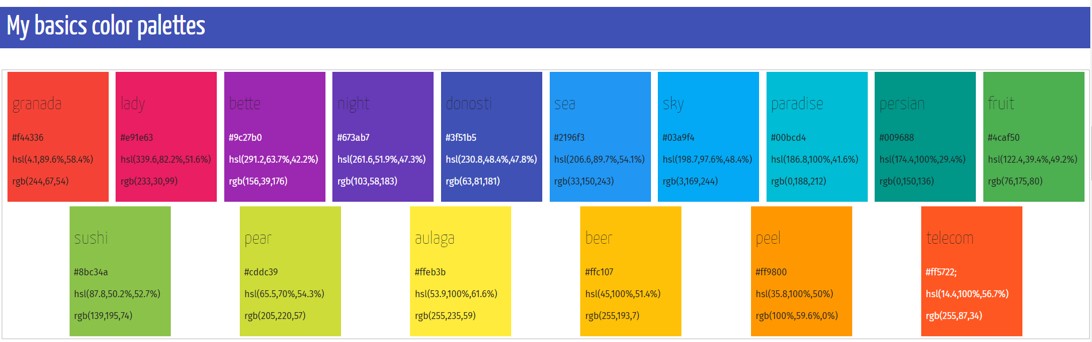 My basics color palettes
granada
#f44336
hsl(4.1,89.6%,58.4%)
rgb(244,67,54)
lady
#e91e63
hsl(339.6,82.2%,51.6%)
rgb(233,30,99)
bette
#9c27b0
hsl(291.2,63.7%,42.2%)
rgb(156,39,176)
night
#673ab7
hsl(261.6,51.9%,47.3%)
rgb(103,58,183)
donosti
#3f51b5
hsl(230.8,48.4%,47.8%)
rgb(63,81,181)
sea
#2196f3
hsl(206.6,89.7%,54.1%)
rgb(33,150,243)
sky
#03a9f4
hsl(198.7,97.6%,48.4%)
rgb(3,169,244)
paradise
#00bcd4
hsl(186.8,100%,41.6%)
rgb(0,188,212)
persian
#009688
hsl(174.4,100%,29.4%)
rgb(0,150,136)
fruit
#4caf50
hsl(122.4,39.4%,49.2%)
rgb(76,175,80)
sushi
#8bc34a
hsl(87.8,50.2%,52.7%)
rgb(139,195,74)
pear
#cddc39
hsl(65.5,70%,54.3%)
rgb(205,220,57)
aulaga
#ffeb3b
hsl(53.9,100%,61.6%)
rgb(255,235,59)
beer
#ffc107
hsl(45,100%,51.4%)
rgb(255,193,7)
peel
#ff9800
hsl(35.8,100%,50%)
rgb(100%,59.6%,0%)
telecom
#ff5722;
hsl(14.4,100%,56.7%)
rgb(255,87,34)